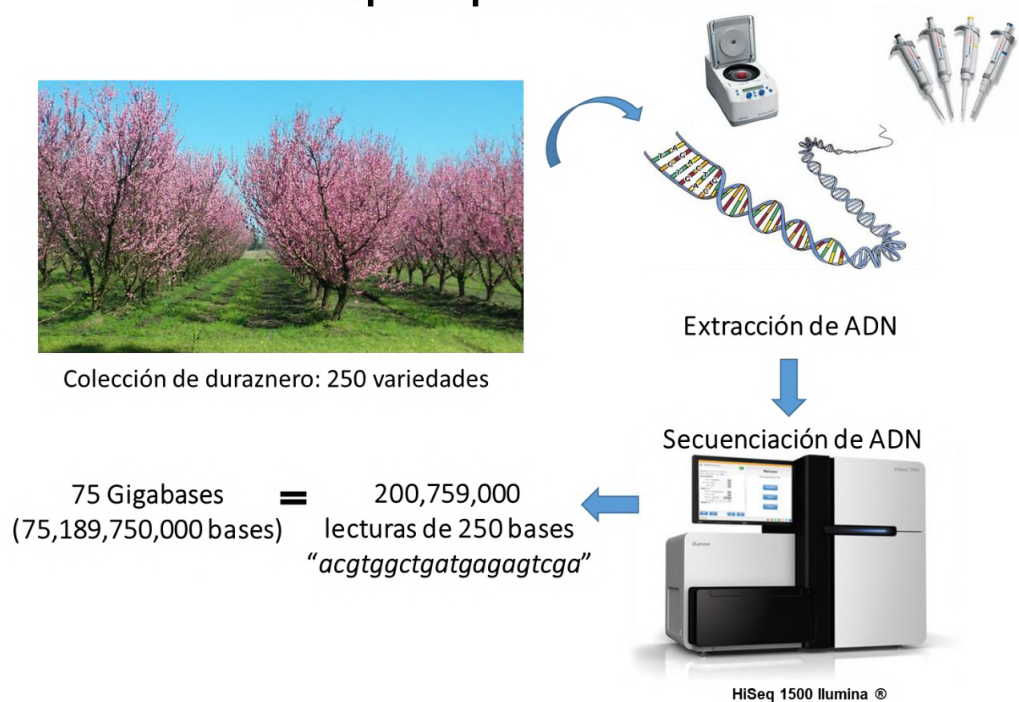 Colección de duraznero: 250 variedades
Extracción de ADN
Secuenciación de ADN
75 Gigabases
(75,189,750,000 bases)
=
200,759,000
lecturas de 250 bases
“acgtggctgatgagagtcga”
HiSeq 1500 Ilumina ®